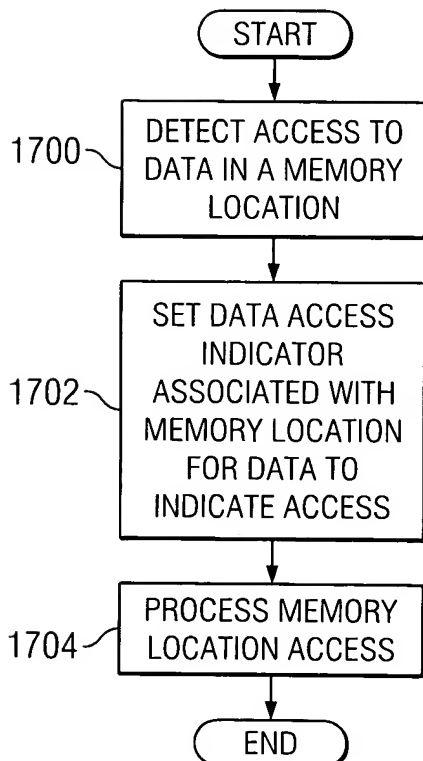 START
1700
DETECT ACCESS TO
DATA IN A MEMORY
LOCATION
1702
SET DATA ACCESS
INDICATOR
ASSOCIATED WITH
MEMORY LOCATION
FOR DATA TO
INDICATE ACCESS
1704
PROCESS MEMORY
LOCATION ACCESS
END